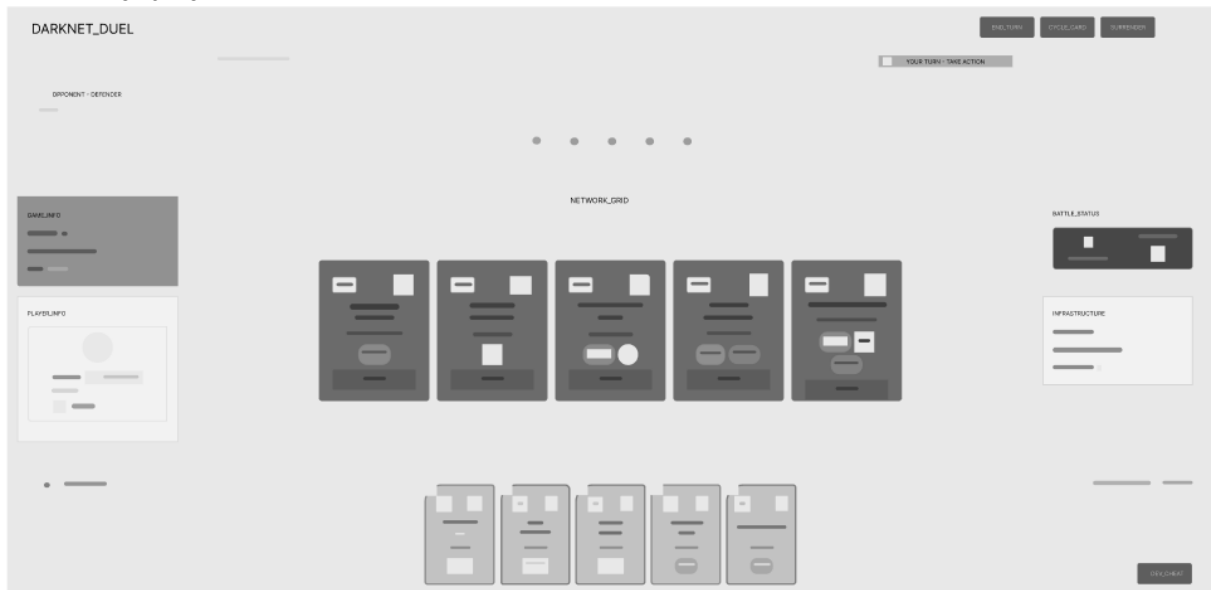 DARKNET_DUEL
END_TURN
CYCLE_CARD
SURRENDER
YOUR TURN - TAKE ACTION
OPPONENT - DEFENDER
NETWORK_GRID
GAME_INFO
BATTLE_STATUS
PLAYER_INFO
INFRASTRUCTURE
DEV_CHEAT